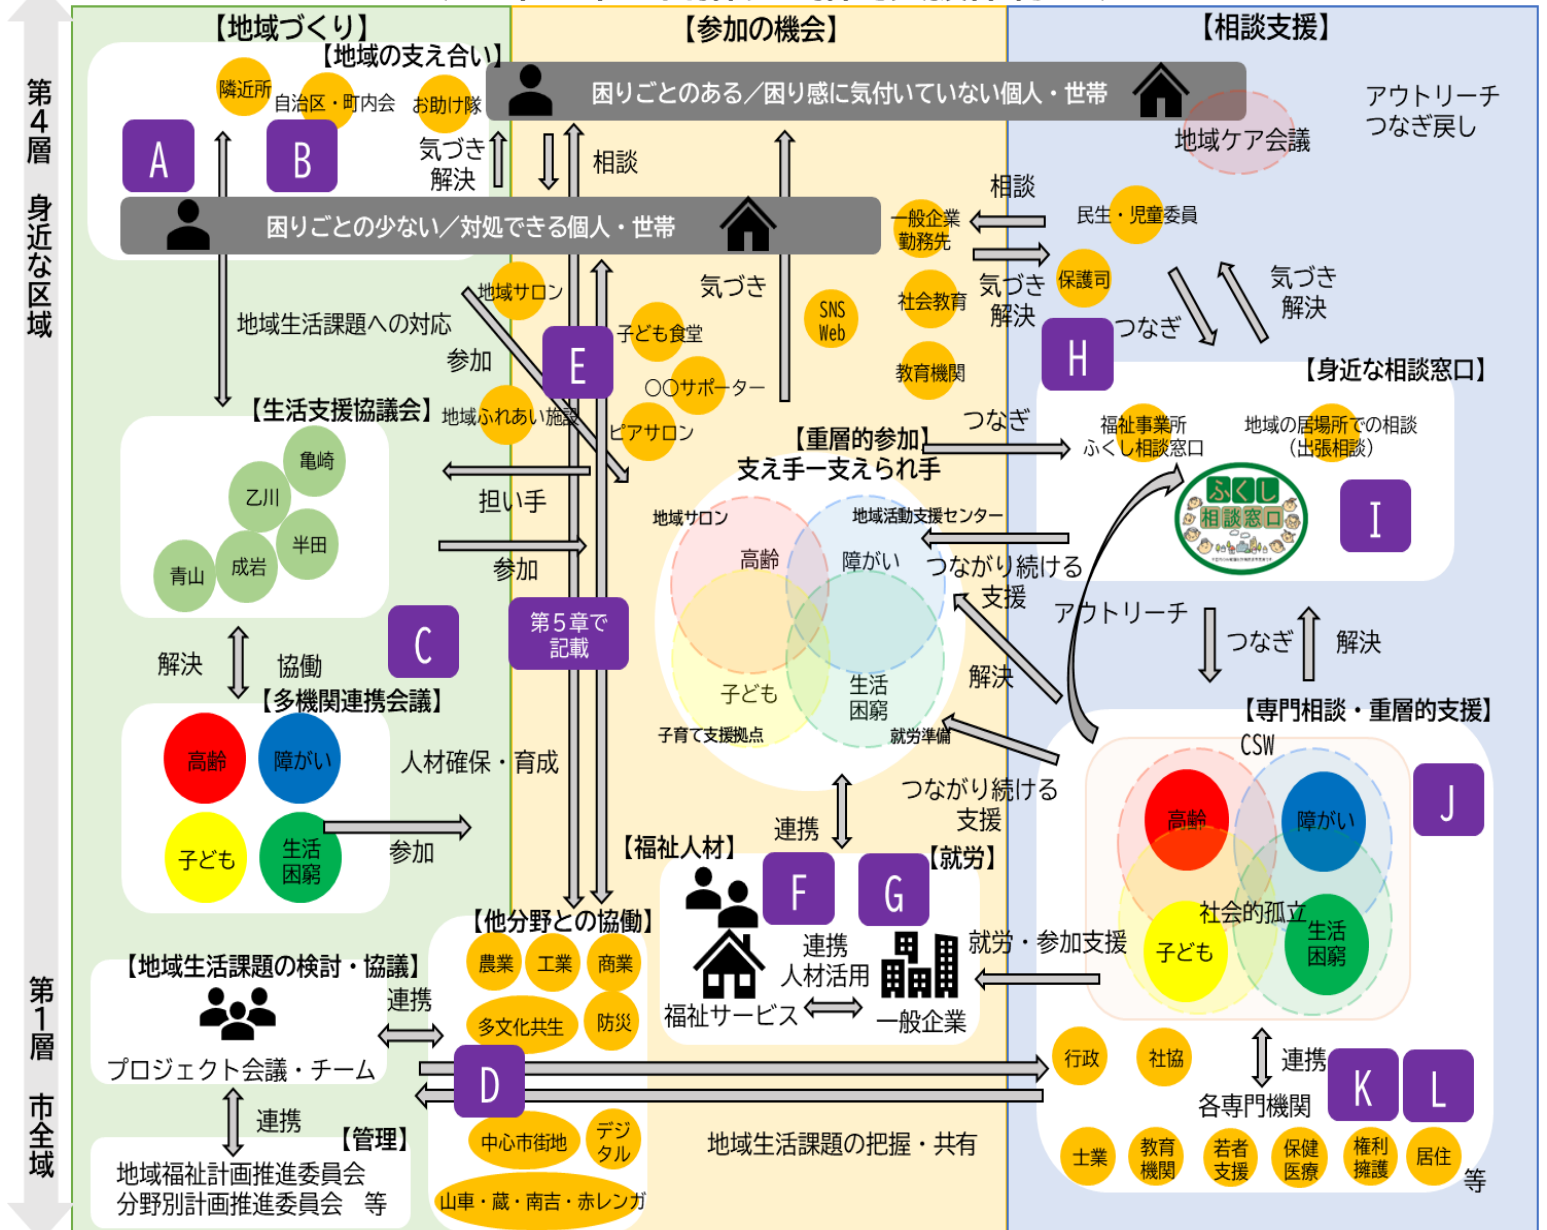 【地域づくり】
【参加の機会】
【相談支援】
第4層 身近な区域
第1層 市全域
【地域の支え合い】
隣近所
自治区・町内会
お助け隊
A
B
気づき
解決
困りごとのある／困り感に気付いていない個人・世帯
相談
困りごとの少ない／対処できる個人・世帯
地域ケア会議
アウトリーチ
つなぎ戻し
相談
一般企業
勤務先
民生・児童委員
気づき
解決
保護司
社会教育
教育機関
SNS
Web
気づき
つなぎ
気づき
解決
H
地域生活課題への対応
参加
地域サロン
子ども食堂
E
〇〇サポーター
地域ふれあい施設
ピアサロン
【生活支援協議会】
亀崎
乙川
半田
成岩
青山
担い手
参加
第５章で
記載
C
解決
協働
【多機関連携会議】
高齢
障がい
子ども
生活
困窮
人材確保・育成
参加
【重層的参加】
支え手ー支えられ手
つなぎ
地域サロン
地域活動支援センター
高齢
障がい
子ども
生活
困窮
子育て支援拠点
就労準備
つながり続ける
支援
解決
つながり続ける
支援
連携
【身近な相談窓口】
福祉事業所
ふくし相談窓口
地域の居場所での相談
（出張相談）
ふくし
相談窓口
I
アウトリーチ
つなぎ
解決
【専門相談・重層的支援】
CSW
高齢
障がい
社会的孤立
子ども
生活
困窮
J
【福祉人材】
F
G
【就労】
連携
人材活用
福祉サービス
一般企業
就労・参加支援
【他分野との協働】
農業
工業
商業
多文化共生
防災
D
中心市街地
デジ
タル
山車・蔵・南吉・赤レンガ
【地域生活課題の検討・協議】
連携
プロジェクト会議・チーム
連携
【管理】
地域福祉計画推進委員会
分野別計画推進委員会 等
地域生活課題の把握・共有
行政
社協
連携
各専門機関
K
L
士業
教育
機関
若者
支援
保健
医療
権利
擁護
居住
等